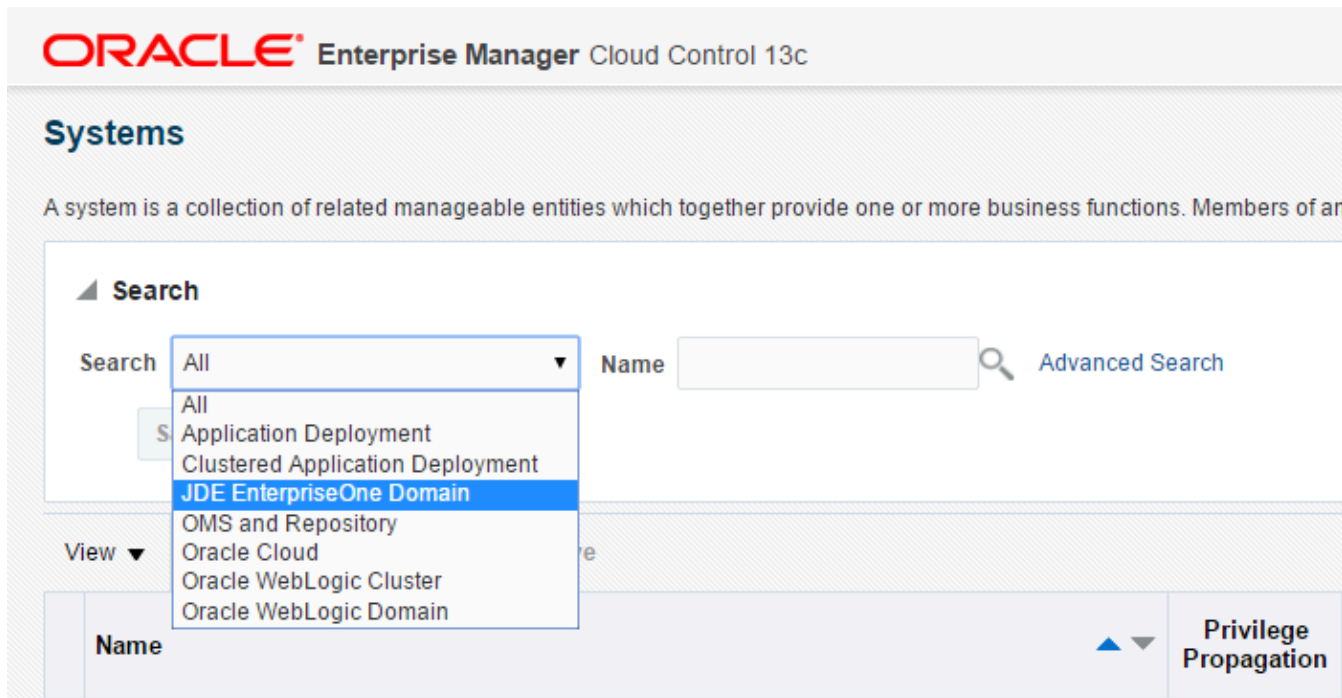 ORACLE Enterprise Manager Cloud Control 13c
Systems
A system is a collection of related manageable entities which together provide one or more business functions. Members of
Search
Search All Name Advanced Search
All
Application Deployment
Clustered Application Deployment
JDE EnterpriseOne Domain
OMS and Repository
View Oracle Cloud
Oracle WebLogic Cluster
Oracle WebLogic Domain
Name Privilege
Propagation